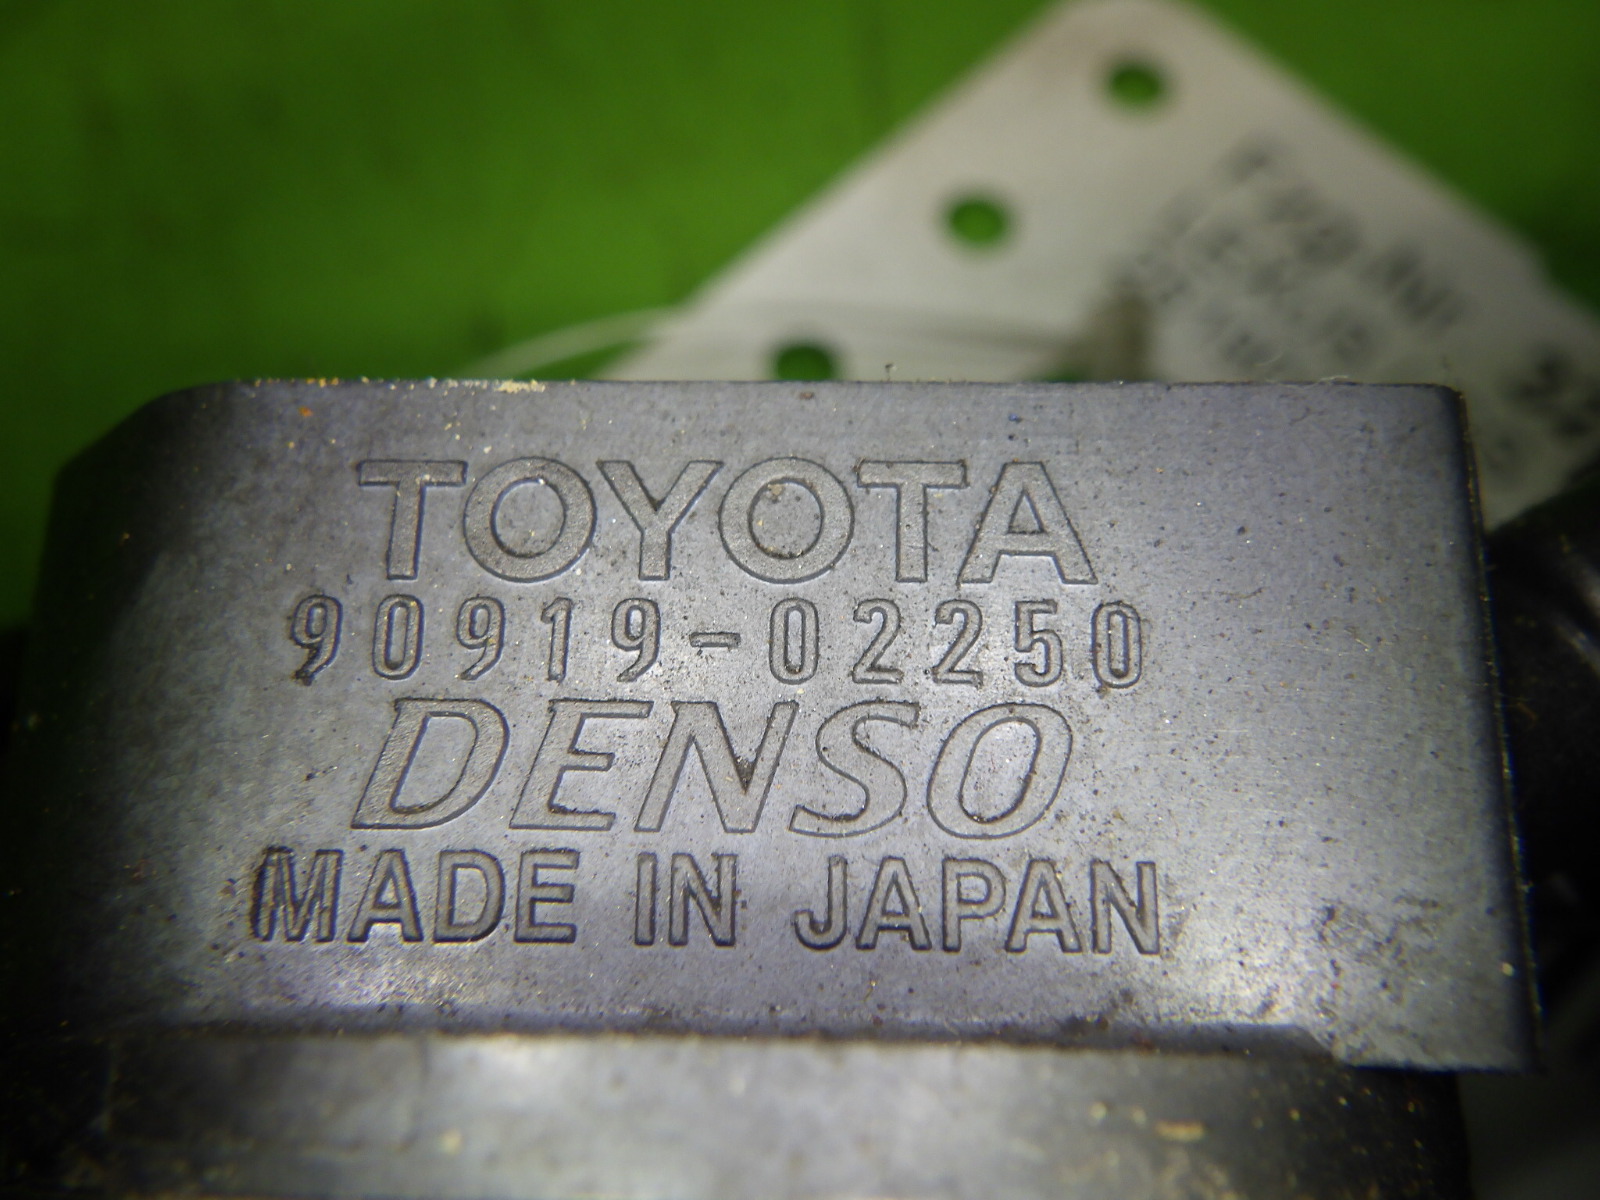 TOYOTA
90919-02250
DENSO
MADE IN JAPAN